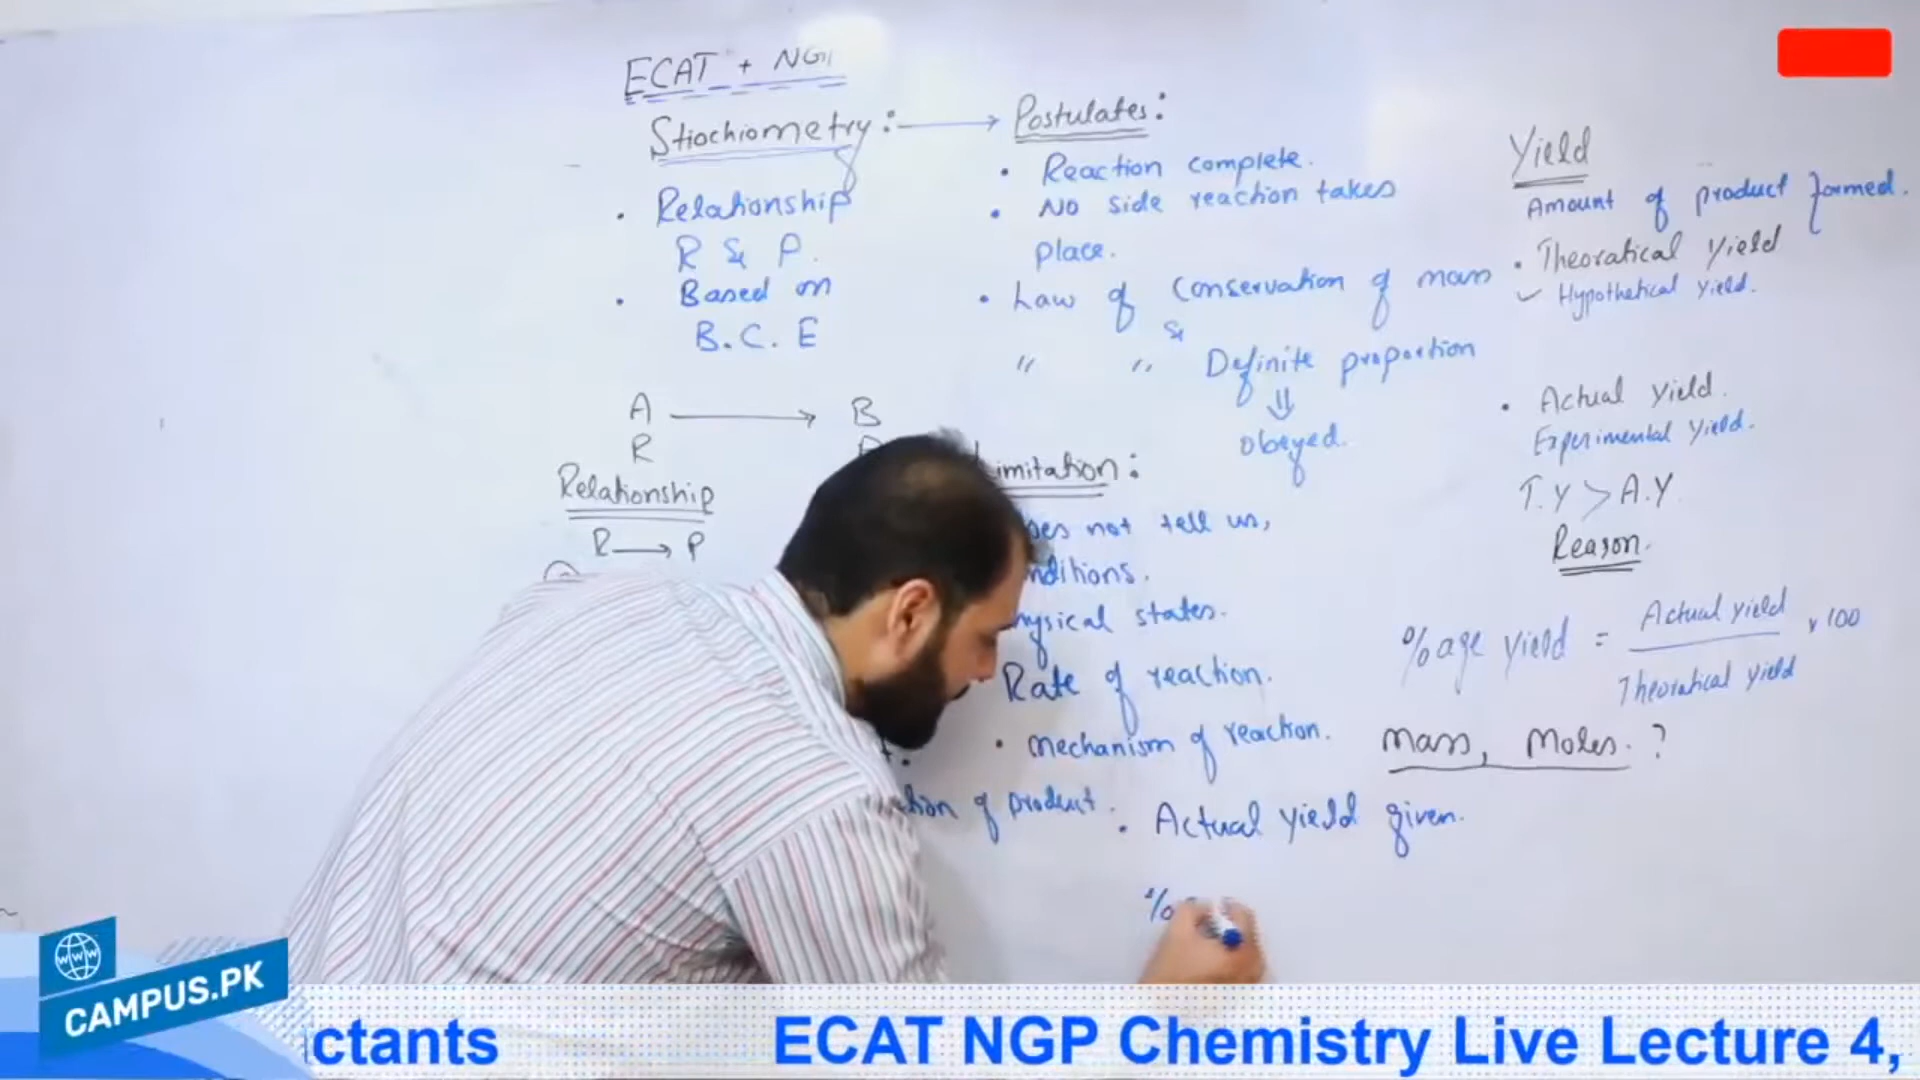 ECAT + NGP
Stiochiometry:
• Relationship
R & P.
• Based on
B.C.E
A → B
R
Relationship
R → P
Postulates:
• Reaction complete.
• No side reaction takes
place.
• Law of Conservation of mass
&
" " Definite proportion
⇓
obeyed.
imitation:
oes not tell us,
nditions.
hysical states.
Rate of reaction.
• mechanism of reaction.
of product.
• Actual yield given.
%
Yield
Amount of product formed.
• Theoratical yield
✓ Hypothetical yield.
• Actual yield.
Experimental yield.
T.Y > A.Y
Reason.
%age yield = Actual yield × 100
Theoratical yield
mass, Moles. ?
WWW
CAMPUS.PK
ctants ECAT NGP Chemistry Live Lecture 4,